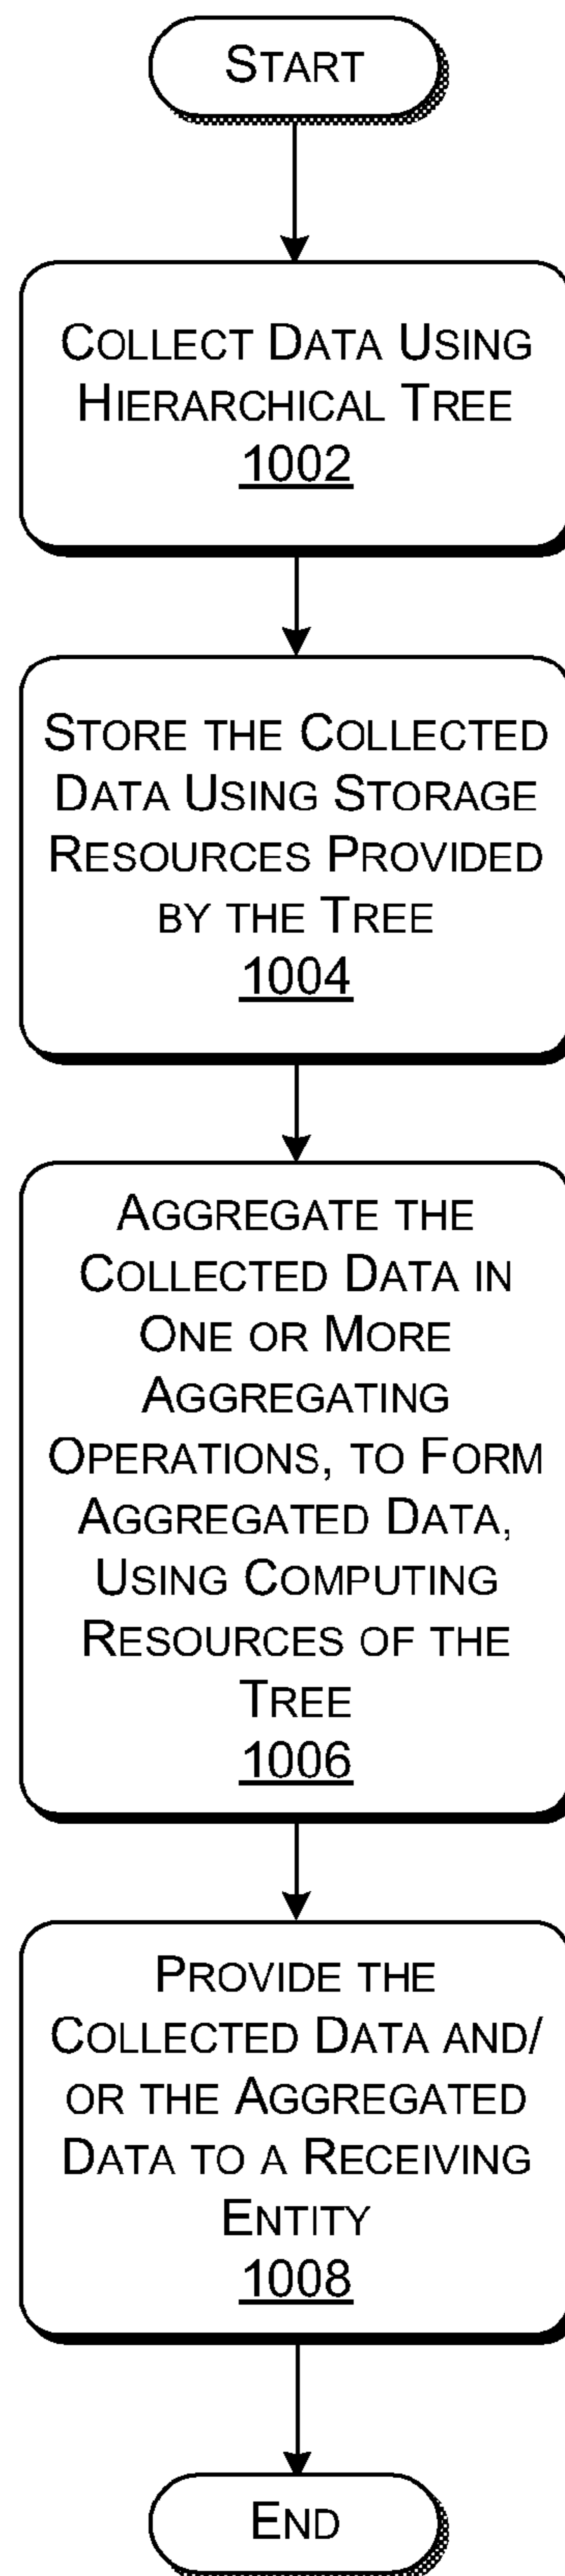 START
COLLECT DATA USING
HIERARCHICAL TREE
1002
STORE THE COLLECTED
DATA USING STORAGE
RESOURCES PROVIDED
BY THE TREE
1004
AGGREGATE THE
COLLECTED DATA IN
ONE OR MORE
AGGREGATING
OPERATIONS, TO FORM
AGGREGATED DATA,
USING COMPUTING
RESOURCES OF THE
TREE
1006
PROVIDE THE
COLLECTED DATA AND/
OR THE AGGREGATED
DATA TO A RECEIVING
ENTITY
1008
END